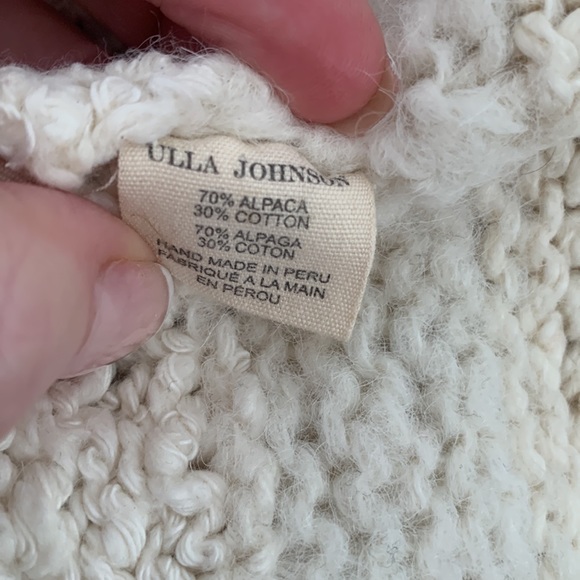 ULLA JOHNSON
70% ALPACA
30% COTTON
70% ALPAGA
30% COTON
HAND MADE IN PERU
FABRIQUÉ A LA MAIN
EN PÉROU